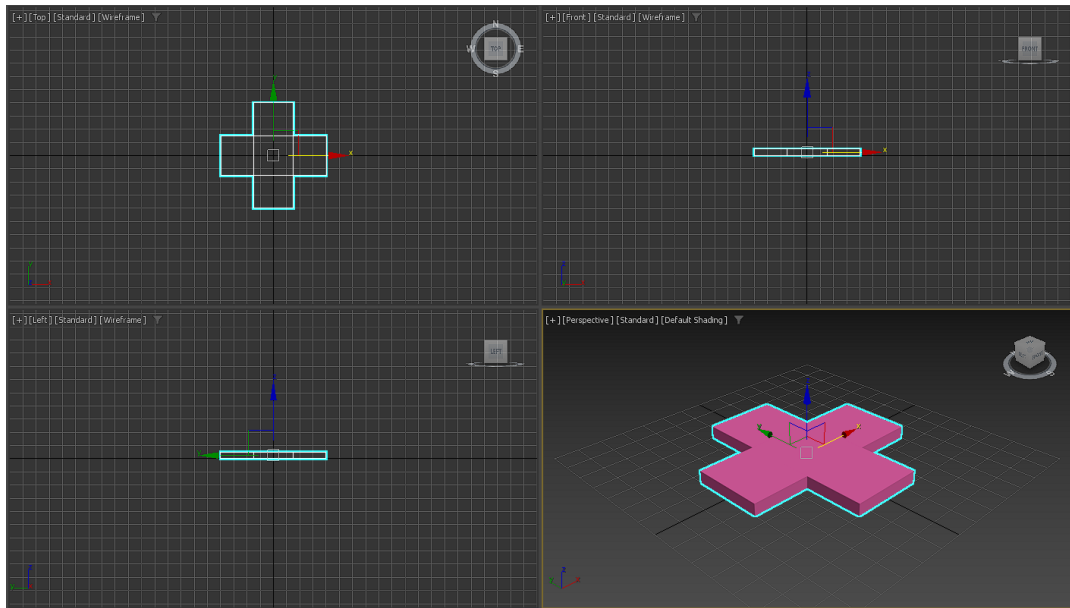 [+] [Top] [Standard] [Wireframe]
N
W TOP E
S
y
x
y
[+] [Front] [Standard] [Wireframe]
FRONT
z
x
z
[+] [Left] [Standard] [Wireframe]
LEFT
z
y
z
y
[+] [Perspective] [Standard] [Default Shading]
z
y
x
z